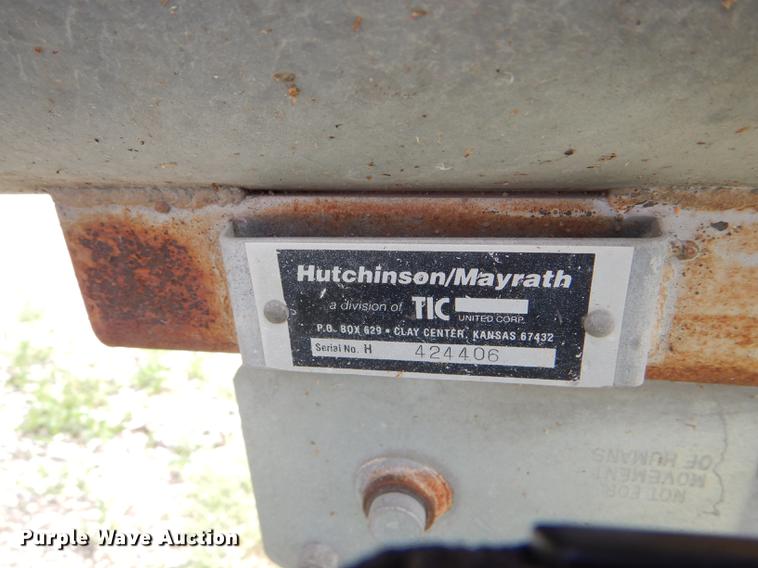 Hutchinson/Mayrath
a division of TIC
UNITED CORP.
P.O. BOX 629 • CLAY CENTER, KANSAS 67432
Serial No. H 424406
NOT FOR
MOVEMENT
OF HUMANS
Purple Wave Auction